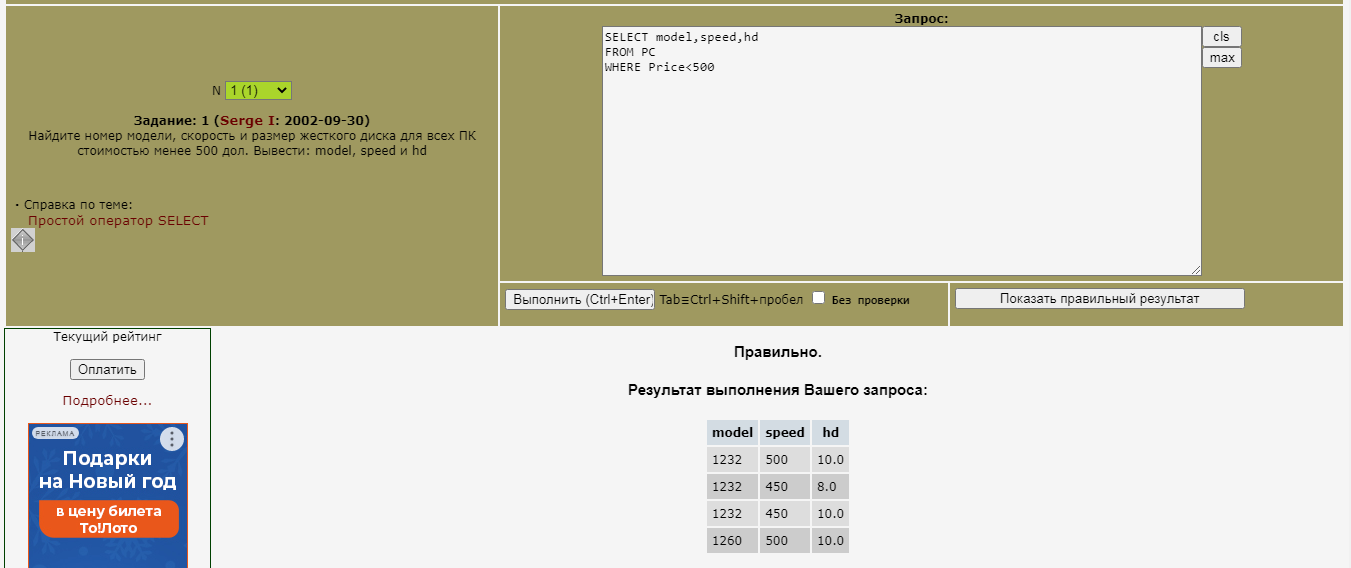 N 1 (1)
Задание: 1 (Serge I: 2002-09-30)
Найдите номер модели, скорость и размер жесткого диска для всех ПК
стоимостью менее 500 дол. Вывести: model, speed и hd
· Справка по теме:
Простой оператор SELECT
Запрос:
SELECT model,speed,hd
FROM PC
WHERE Price<500
cls
max
Выполнить (Ctrl+Enter) Tab≡Ctrl+Shift+пробел Без проверки
Показать правильный результат
Текущий рейтинг
Оплатить
Подробнее...
РЕКЛАМА
Подарки
на Новый год
в цену билета
То!Лото
Правильно.
Результат выполнения Вашего запроса:
model speed hd
1232 500 10.0
1232 450 8.0
1232 450 10.0
1260 500 10.0